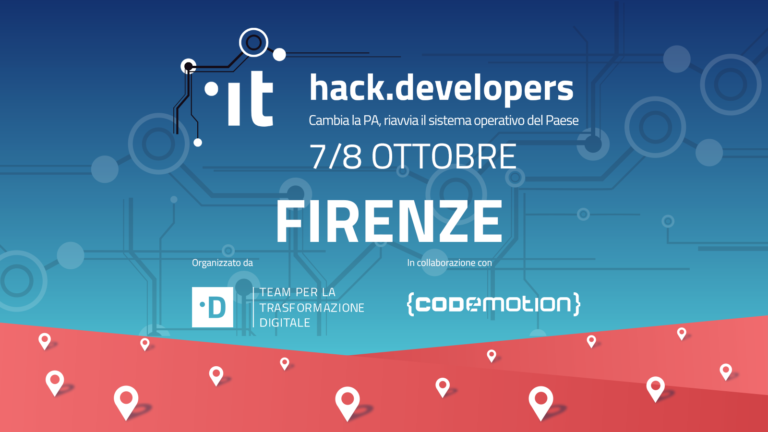 ·it
hack.developers
Cambia la PA, riavvia il sistema operativo del Paese
7/8 OTTOBRE
FIRENZE
Organizzato da
·D
TEAM PER LA
TRASFORMAZIONE
DIGITALE
In collaborazione con
{CODEMOTION}